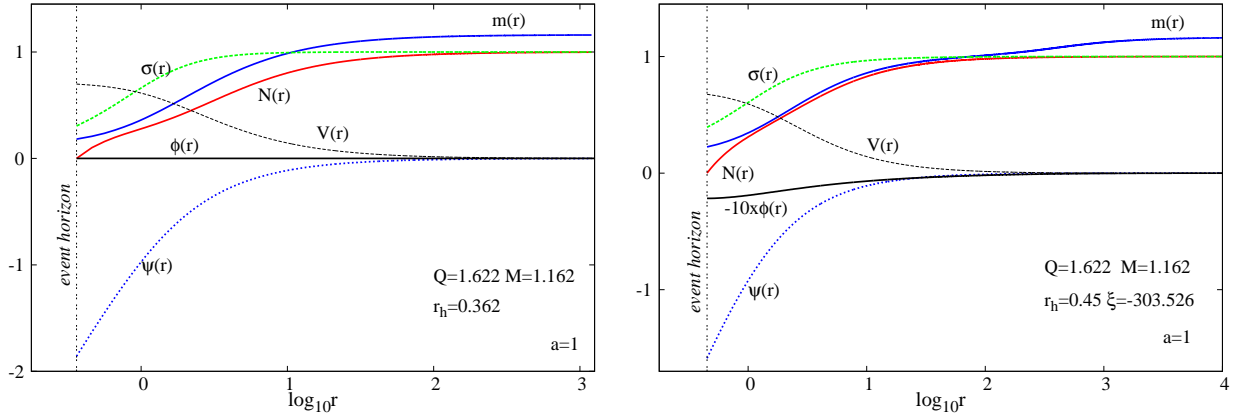 m(r)
1
σ(r)
N(r)
V(r)
ϕ(r)
0
event horizon
-1
ψ(r)
Q=1.622 M=1.162
r_h=0.362
a=1
-2
0 1 2 3
log₁₀r
m(r)
1
σ(r)
V(r)
N(r)
0
-10xϕ(r)
event horizon
ψ(r)
Q=1.622 M=1.162
-1
r_h=0.45 ξ=-303.526
a=1
0 1 2 3 4
log₁₀r